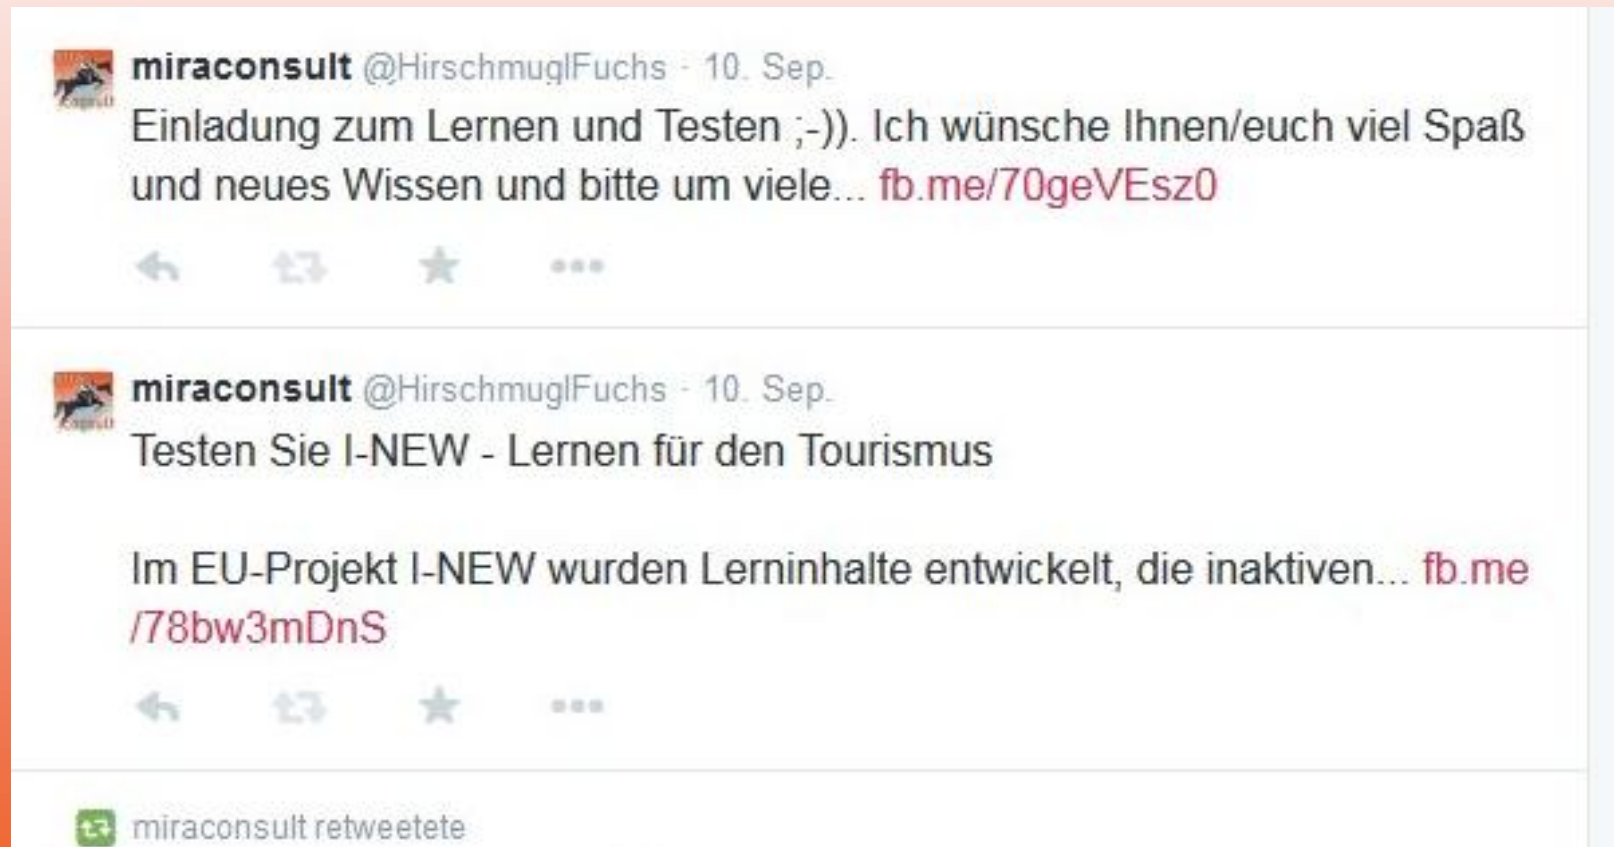 miraconsult @HirschmuglFuchs · 10. Sep.
Einladung zum Lernen und Testen ;-)). Ich wünsche Ihnen/euch viel Spaß
und neues Wissen und bitte um viele... fb.me/70geVEsz0
miraconsult @HirschmuglFuchs · 10. Sep.
Testen Sie I-NEW - Lernen für den Tourismus
Im EU-Projekt I-NEW wurden Lerninhalte entwickelt, die inaktiven... fb.me
/78bw3mDnS
miraconsult retweetete